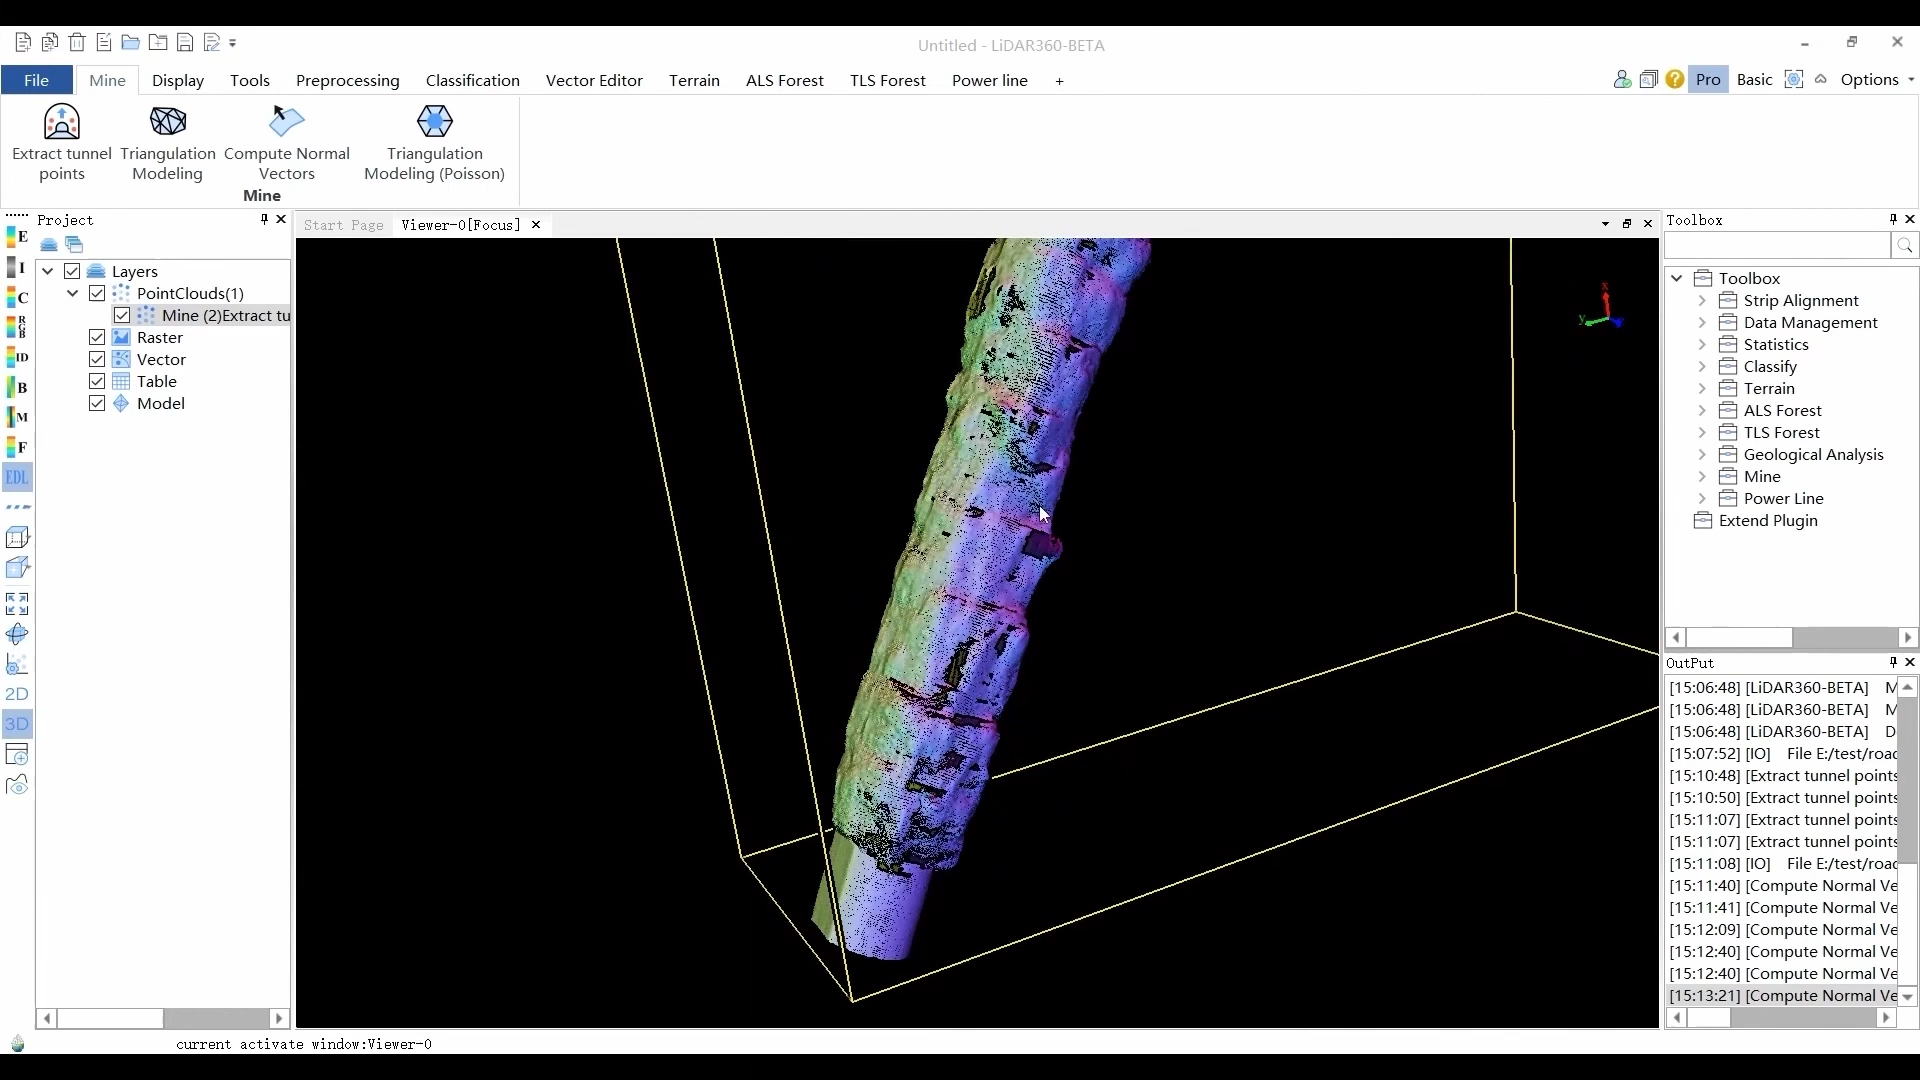 Untitled - LiDAR360-BETA
File Mine Display Tools Preprocessing Classification Vector Editor Terrain ALS Forest TLS Forest Power line + Pro Basic Options
Extract tunnel points
Triangulation Modeling
Compute Normal Vectors
Triangulation Modeling (Poisson)
Mine
Project
Start Page Viewer-0[Focus]
Toolbox
E
I
C
RGB
ID
B
M
F
EDL
2D
3D
Layers
PointClouds(1)
Mine (2)Extract tu
Raster
Vector
Table
Model
x
y
Toolbox
Strip Alignment
Data Management
Statistics
Classify
Terrain
ALS Forest
TLS Forest
Geological Analysis
Mine
Power Line
Extend Plugin
OutPut
[15:06:48] [LiDAR360-BETA] M
[15:06:48] [LiDAR360-BETA] M
[15:06:48] [LiDAR360-BETA] D
[15:07:52] [IO] File E:/test/road
[15:10:48] [Extract tunnel points
[15:10:50] [Extract tunnel points
[15:11:07] [Extract tunnel points
[15:11:07] [Extract tunnel points
[15:11:08] [IO] File E:/test/road
[15:11:40] [Compute Normal Ve
[15:11:41] [Compute Normal Ve
[15:12:09] [Compute Normal Ve
[15:12:40] [Compute Normal Ve
[15:12:40] [Compute Normal Ve
[15:13:21] [Compute Normal Ve
current activate window:Viewer-0